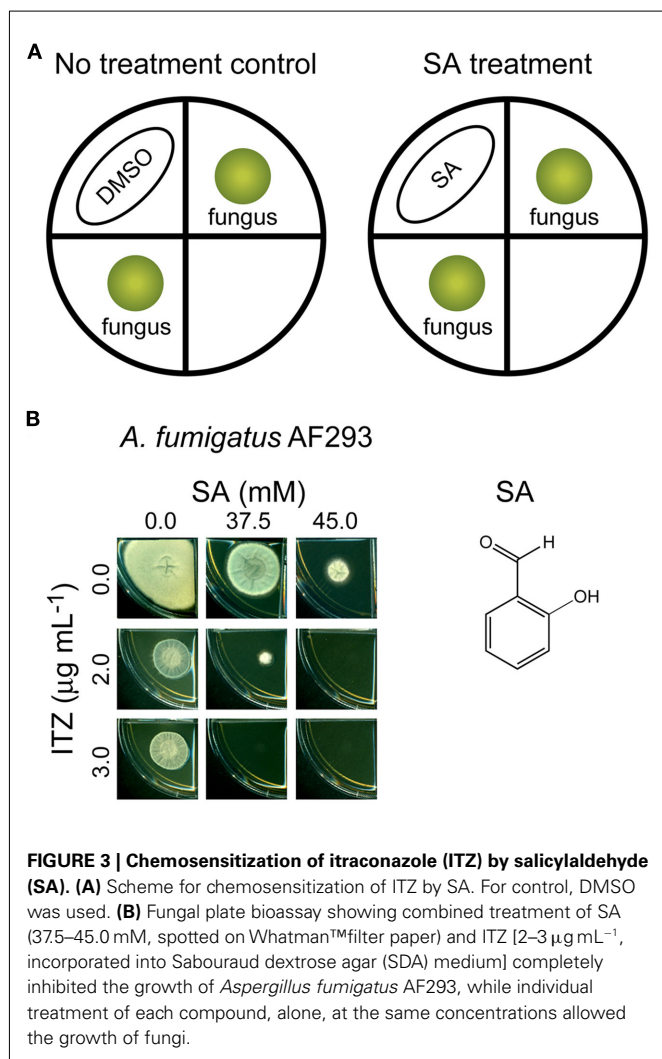 A
No treatment control
SA treatment
DMSO
fungus
fungus
SA
fungus
fungus
B
A. fumigatus AF293
SA (mM)
SA
0.0 37.5 45.0
ITZ (µg mL⁻¹)
0.0
2.0
3.0
O
H
OH
FIGURE 3 | Chemosensitization of itraconazole (ITZ) by salicylaldehyde
(SA). (A) Scheme for chemosensitization of ITZ by SA. For control, DMSO
was used. (B) Fungal plate bioassay showing combined treatment of SA
(37.5–45.0 mM, spotted on Whatman™filter paper) and ITZ [2–3 µg mL⁻¹,
incorporated into Sabouraud dextrose agar (SDA) medium] completely
inhibited the growth of Aspergillus fumigatus AF293, while individual
treatment of each compound, alone, at the same concentrations allowed
the growth of fungi.